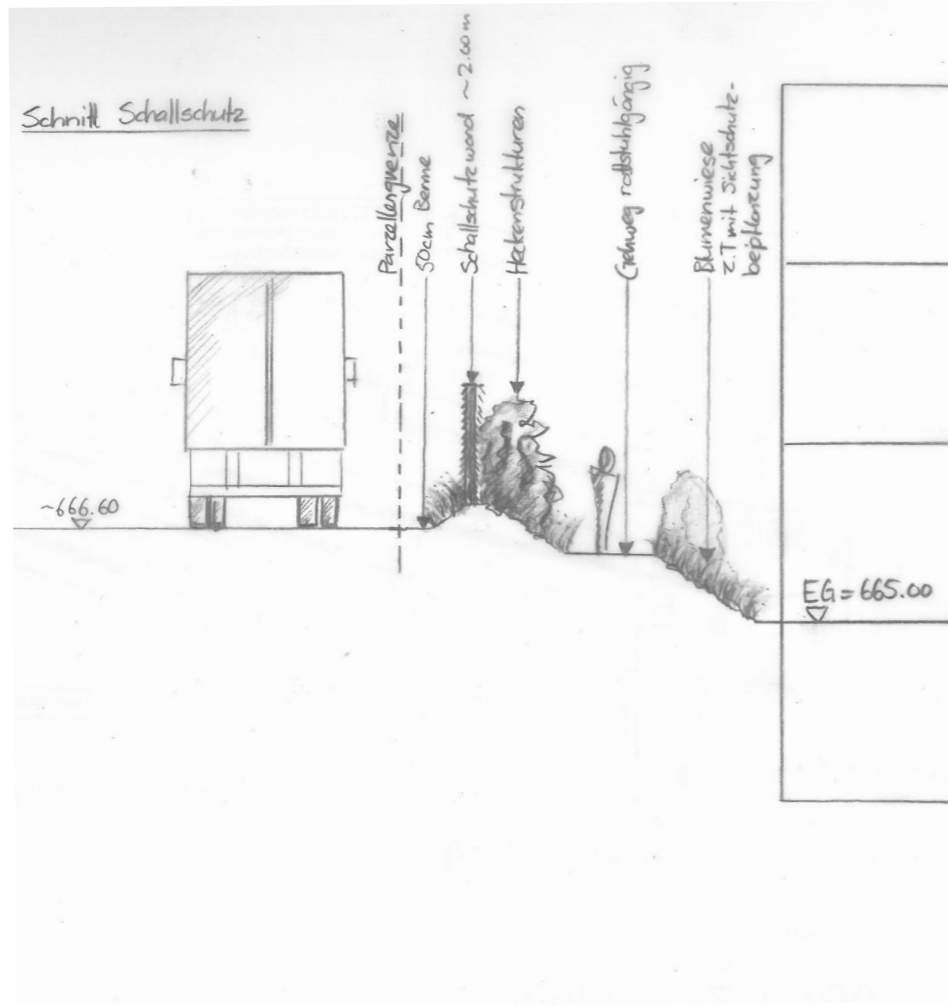 Schnitt Schallschutz
Parzellengrenze
50cm Berme
Schallschutzwand ~2.00m
Heckenstrukturen
Gehweg rollstuhlgängig
Blumenwiese
z.T mit Sichtschutz-
bepflanzung
~666.60
EG = 665.00